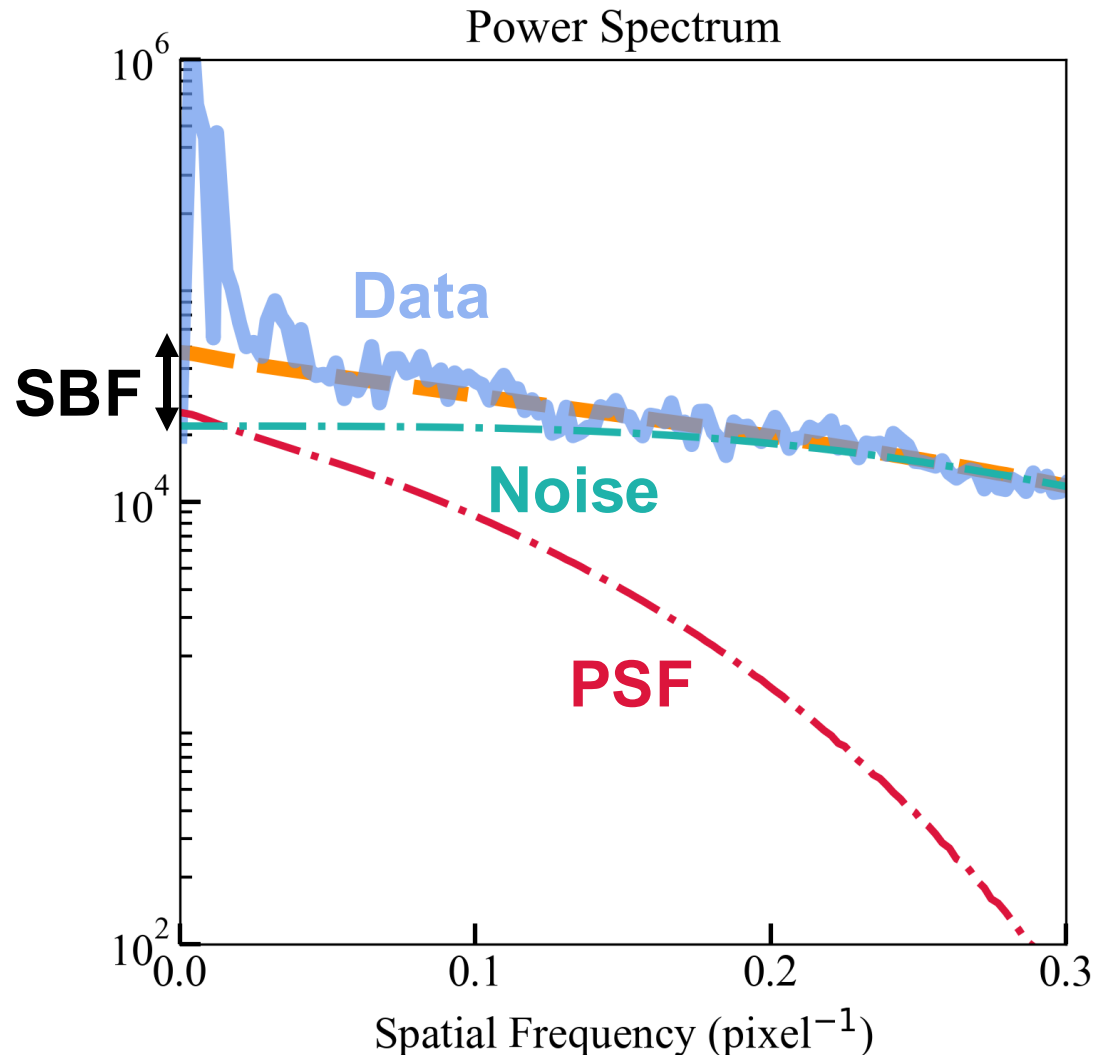 Power Spectrum
10^6
Data
SBF
10^4
Noise
PSF
10^2
0.0 0.1 0.2 0.3
Spatial Frequency (pixel^−1)